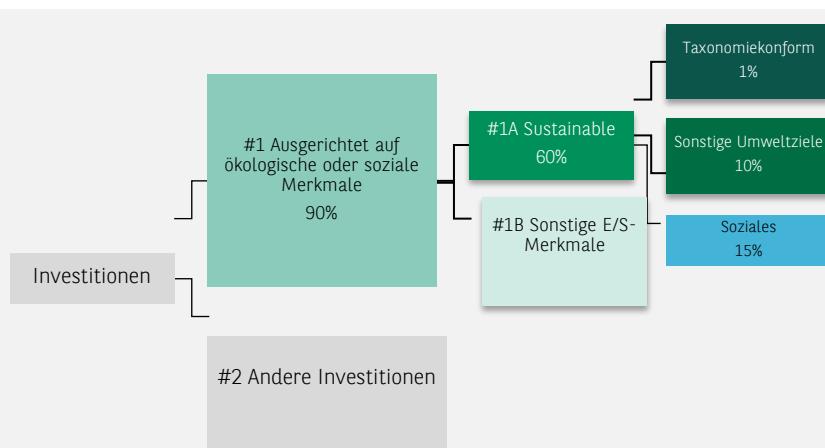 Investitionen
#1 Ausgerichtet auf
ökologische oder soziale
Merkmale
90%
#2 Andere Investitionen
#1A Sustainable
60%
#1B Sonstige E/S-
Merkmale
Taxonomiekonform
1%
Sonstige Umweltziele
10%
Soziales
15%